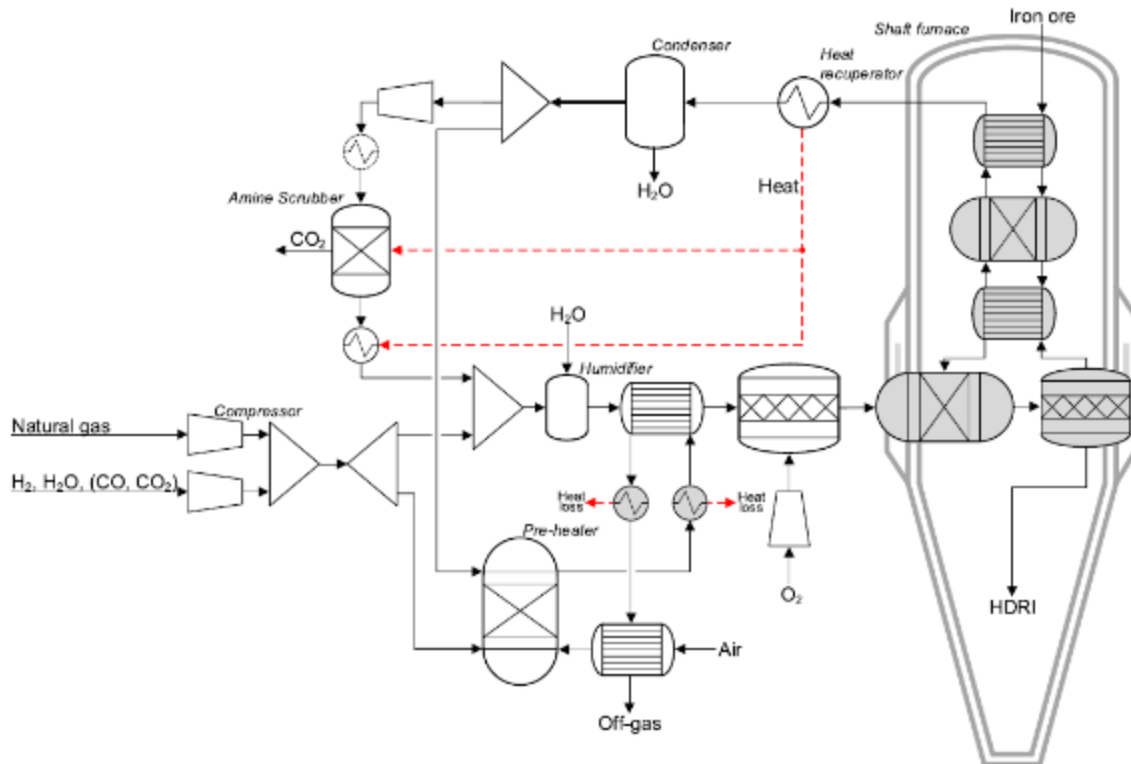 Iron ore
Shaft furnace
Condenser
Heat
recuperator
H₂O
Heat
Amine Scrubber
CO₂
H₂O
Humidifier
Compressor
Natural gas
H₂, H₂O, (CO, CO₂)
Heat
loss
Heat
loss
Pre-heater
O₂
HDRI
Air
Off-gas